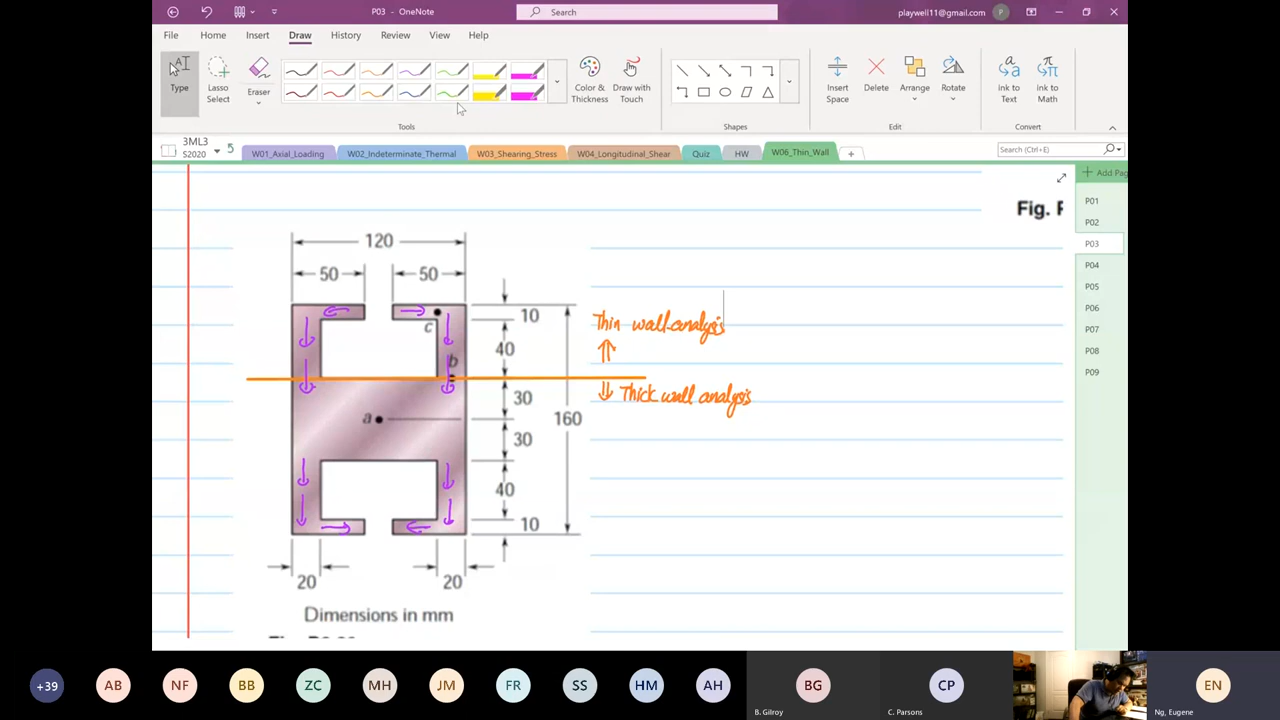 P03 - OneNote
Search
playwell11@gmail.com
P
File
Home
Insert
Draw
History
Review
View
Help
Type
Lasso Select
Eraser
Color & Thickness
Draw with Touch
Insert Space
Delete
Arrange
Rotate
Ink to Text
Ink to Math
Tools
Shapes
Edit
Convert
3ML3 S2020
W01_Axial_Loading
W02_Indeterminate_Thermal
W03_Shearing_Stress
W04_Longitudinal_Shear
Quiz
HW
W06_Thin_Wall
Search (Ctrl+E)
Add Pag
P01
P02
P03
P04
P05
P06
P07
P08
P09
Fig. P
120
50
50
10
c
40
b
30
a
160
30
40
10
20
20
Dimensions in mm
Thin wall analysis
Thick wall analysis
+39
AB
NF
BB
ZC
MH
JM
FR
SS
HM
AH
BG
B. Gilroy
CP
C. Parsons
EN
Ng, Eugene